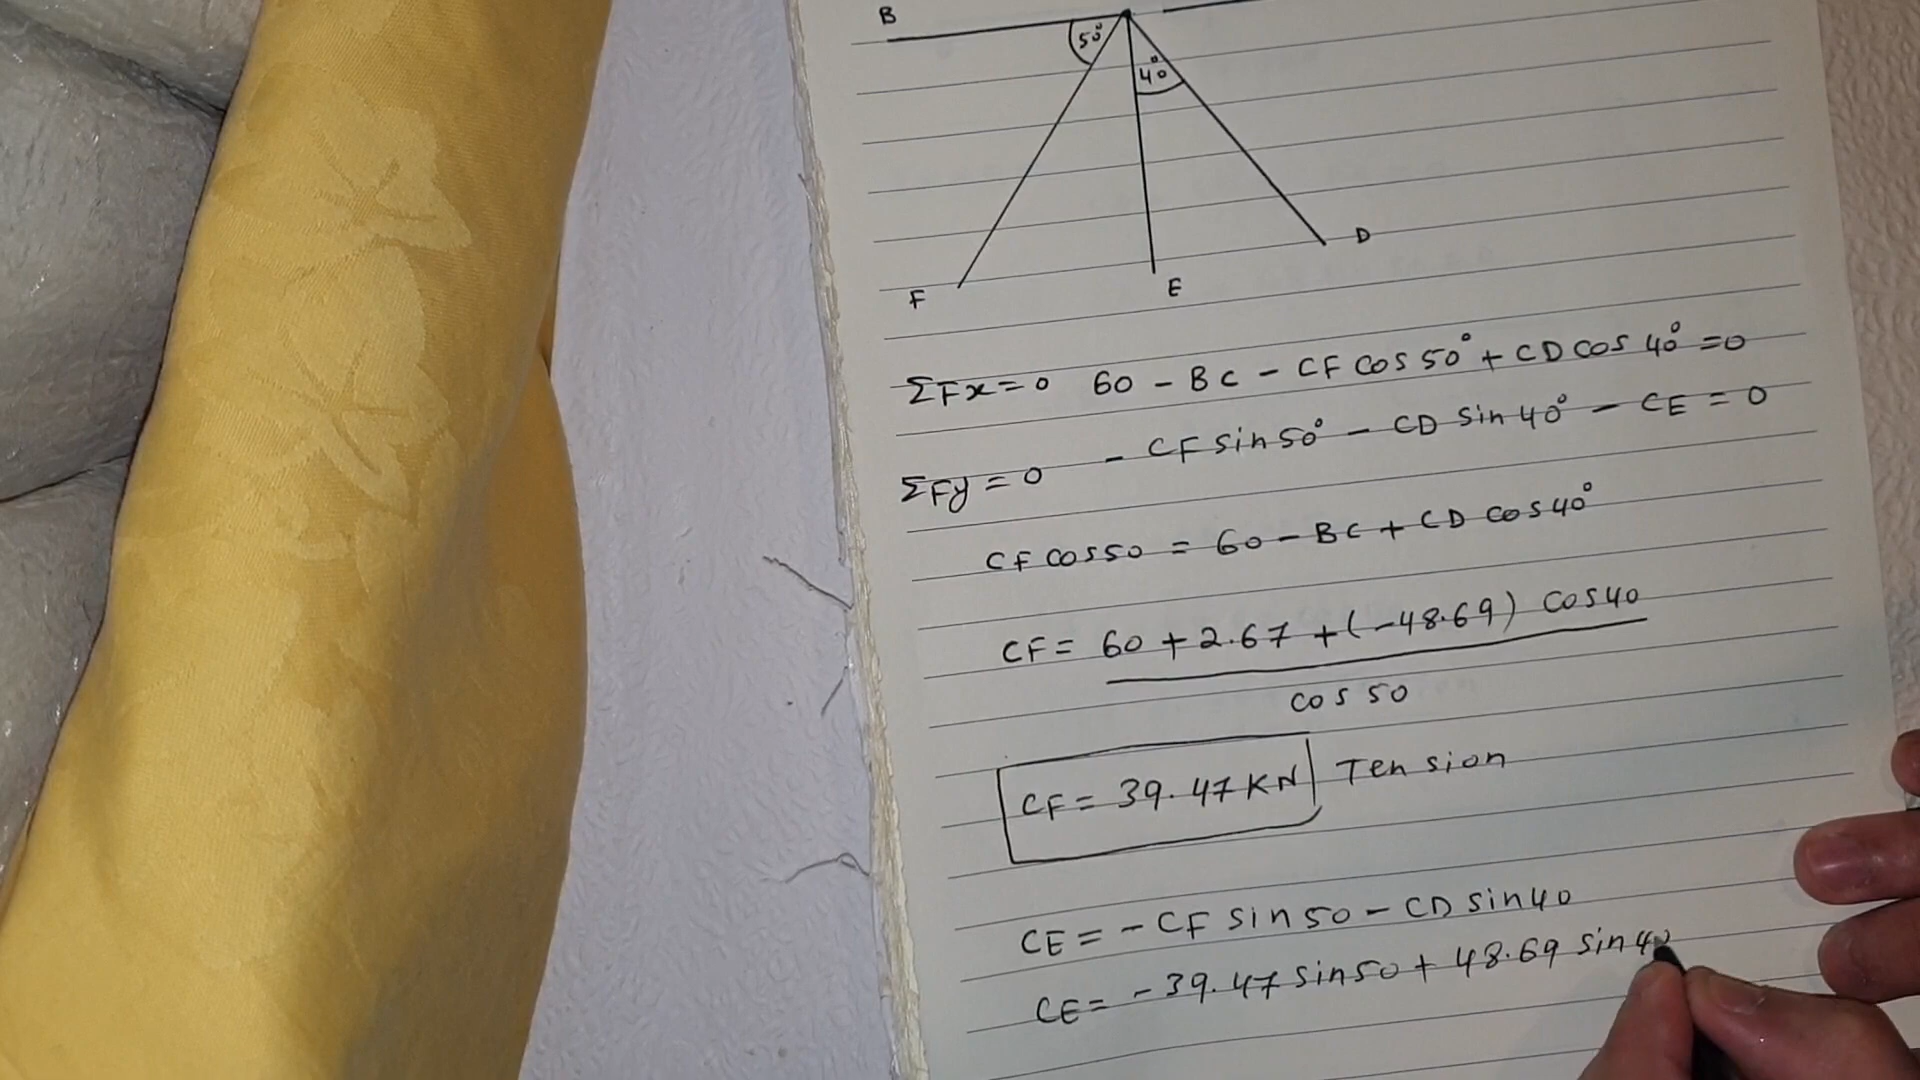 B
50°
40°
D
F
E
ΣFx=0 60 - BC - CF cos 50° + CD cos 40° = 0
ΣFy = 0 - CF sin 50° - CD sin 40° - CE = 0
CF cos 50 = 60 - BC + CD cos 40°
CF = 60 + 2.67 + (-48.69) cos 40
cos 50
CF = 39.47 KN Tension
CE = - CF sin 50 - CD sin 40
CE = - 39.47 sin 50 + 48.69 sin 4